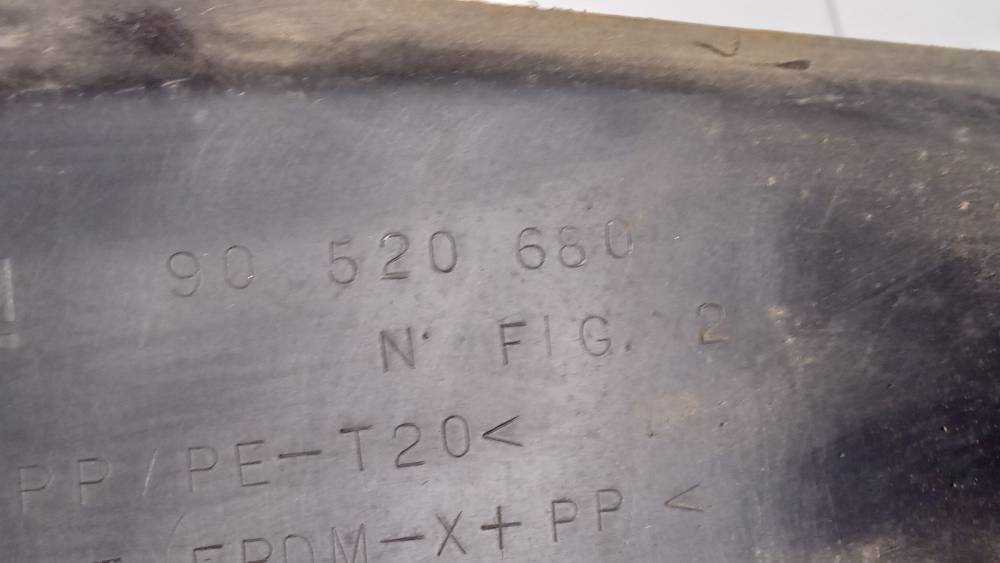 90 520 680
N° FIG. 2
PP/PE-T20<
EPDM-X+PP<